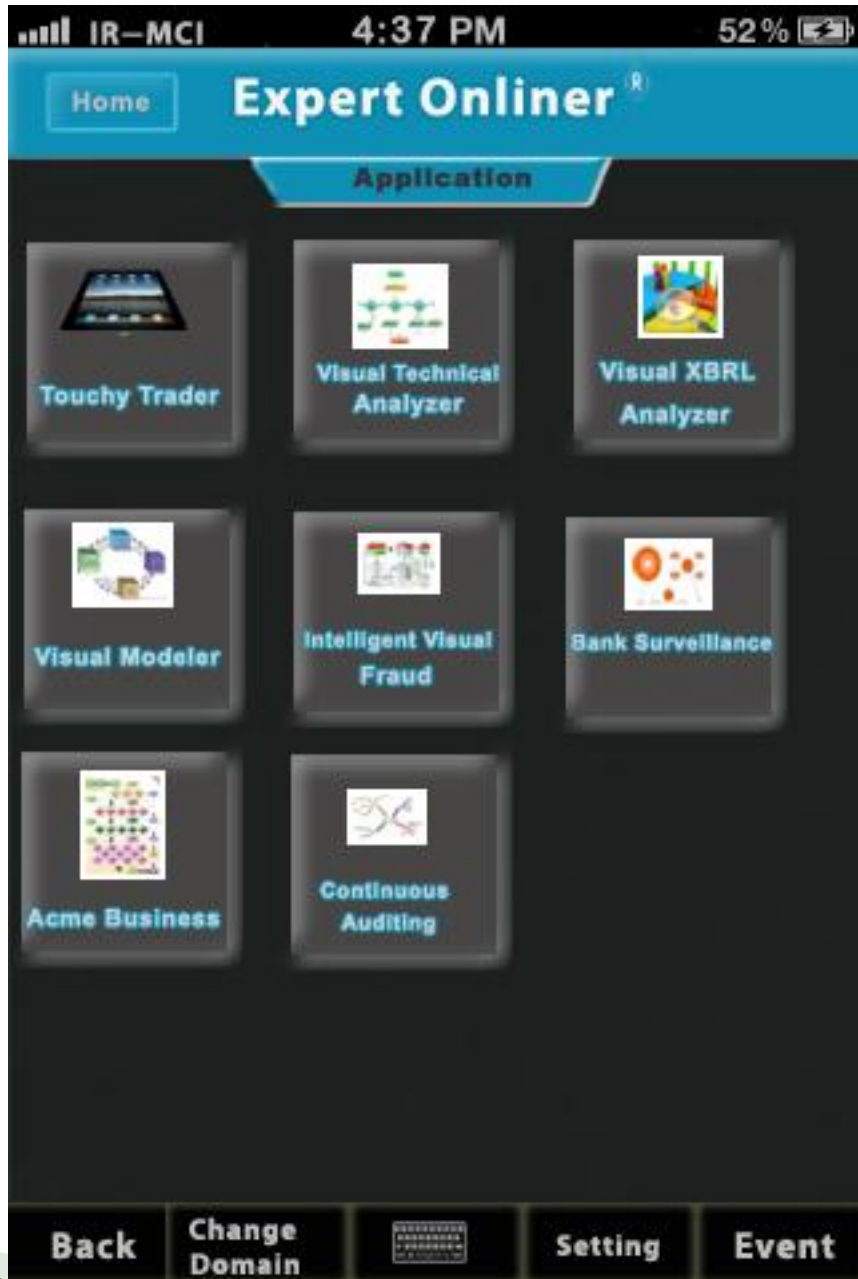 IR-MCI 4:37 PM 52%
Home Expert Onliner ®
Application
Touchy Trader
Visual Technical
Analyzer
Visual XBRL
Analyzer
Visual Modeler
Intelligent Visual
Fraud
Bank Surveillance
Acme Business
Continuous
Auditing
Back
Change
Domain
Setting
Event